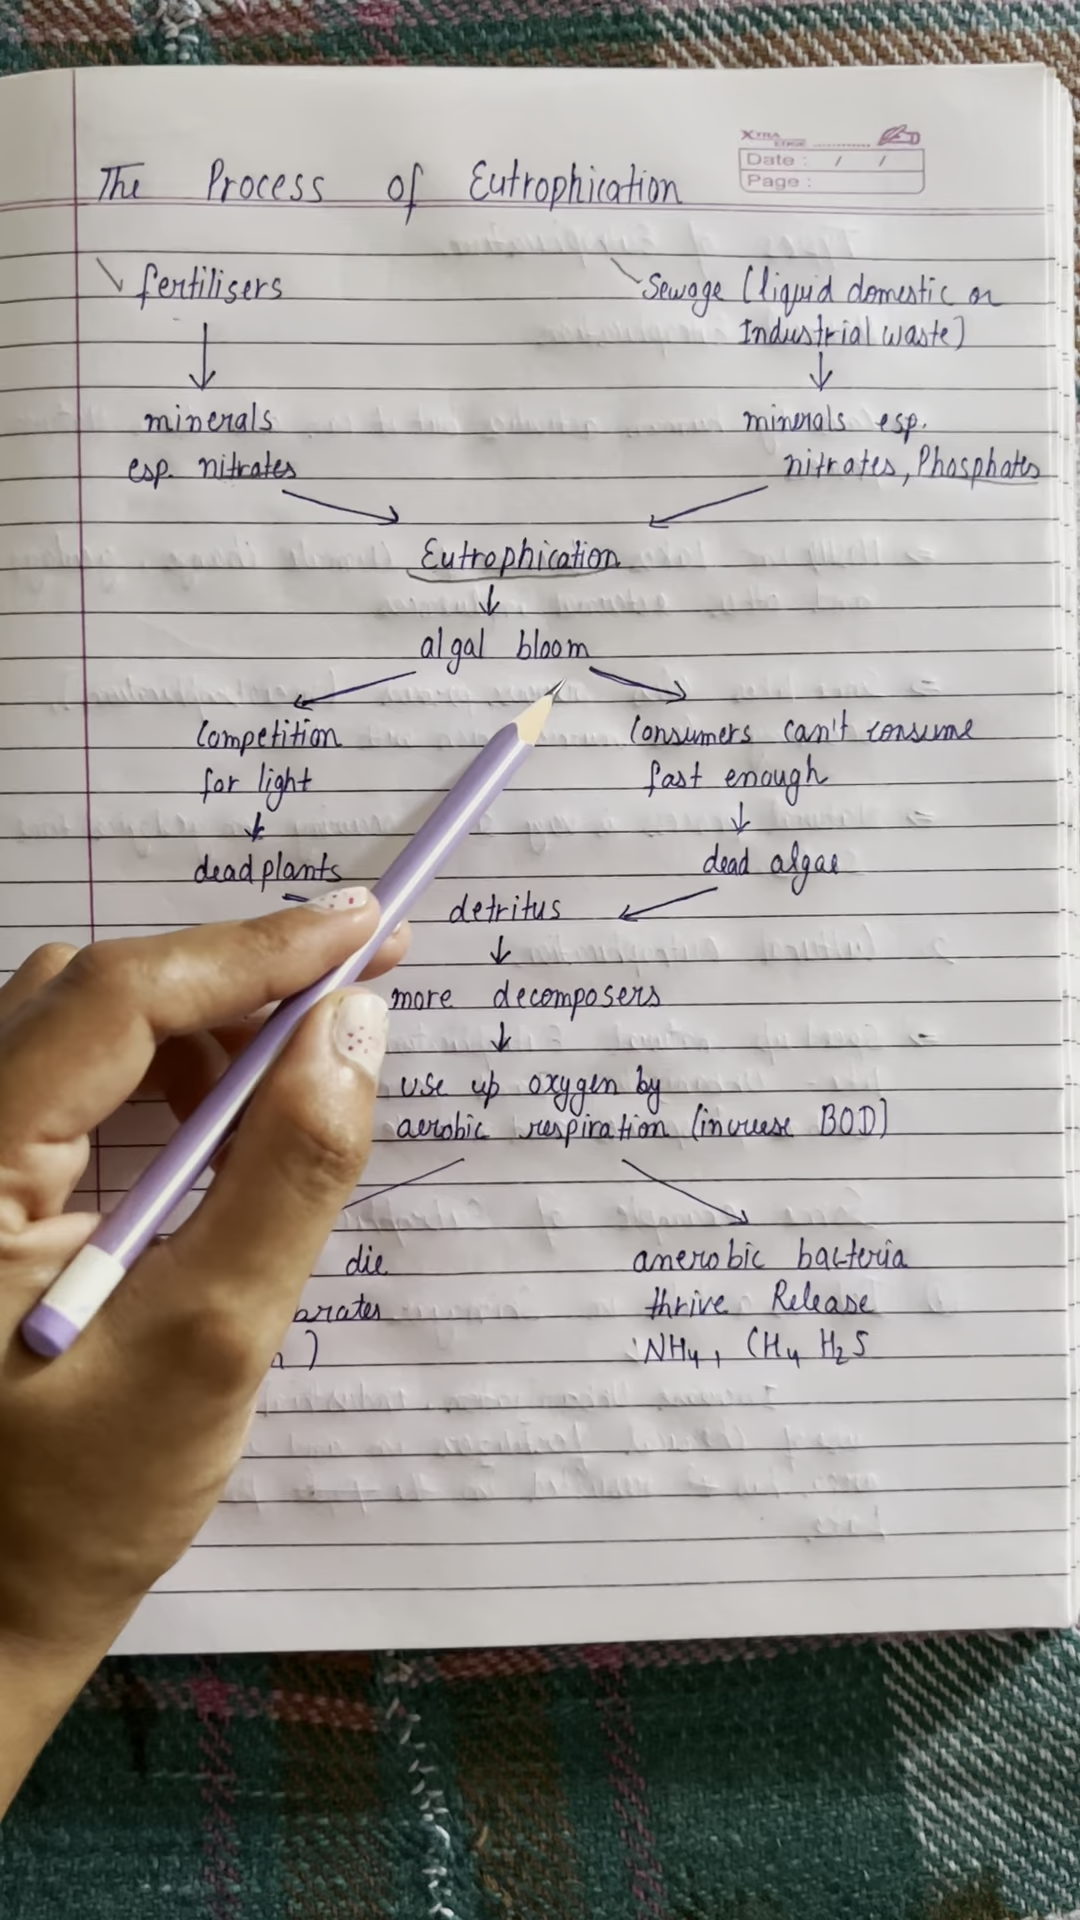 XTRA
Date : / /
Page :
The Process of Eutrophication
fertilisers
Sewage (liquid domestic or
Industrial waste)
minerals
esp. nitrates
minerals esp.
nitrates, Phosphates
Eutrophication
algal bloom
Competition
for light
Consumers can't consume
fast enough
dead plants
dead algae
detritus
more decomposers
use up oxygen by
aerobic respiration (increase BOD)
die
brates
)
anerobic bacteria
thrive Release
NH4, CH4 H2S